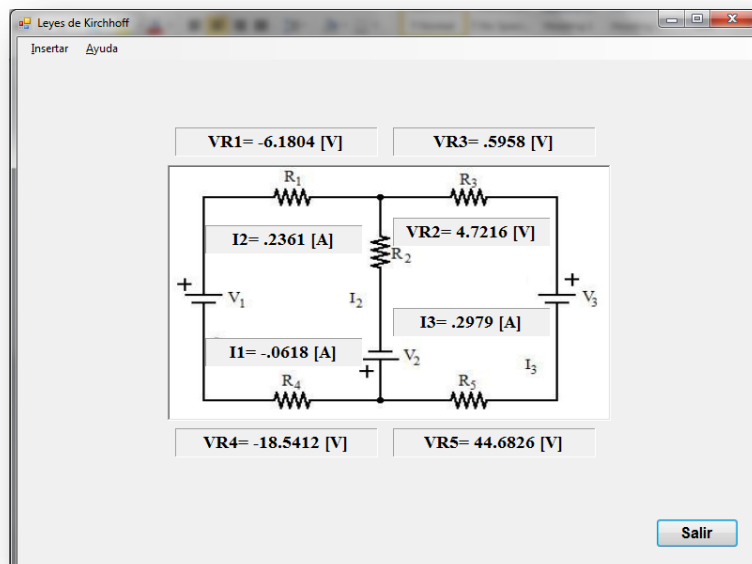 Leyes de Kirchhoff
Insertar Ayuda
VR1= -6.1804 [V] VR3= .5958 [V]
R1 R3
I2= .2361 [A] VR2= 4.7216 [V]
R2
+ V1 I2 + V3
I3= .2979 [A]
I1= -.0618 [A] V2
+ I3
R4 R5
VR4= -18.5412 [V] VR5= 44.6826 [V]
Salir